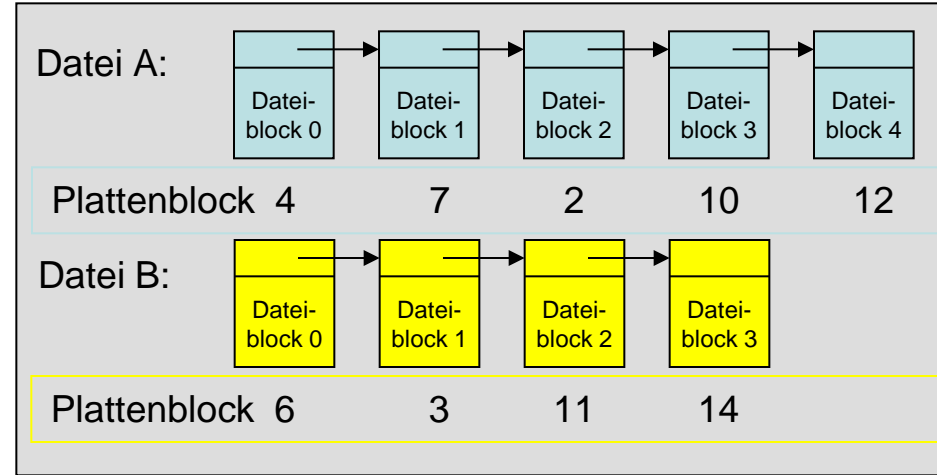 Datei A:
Datei-
block 0
Datei-
block 1
Datei-
block 2
Datei-
block 3
Datei-
block 4
Plattenblock 4 7 2 10 12
Datei B:
Datei-
block 0
Datei-
block 1
Datei-
block 2
Datei-
block 3
Plattenblock 6 3 11 14